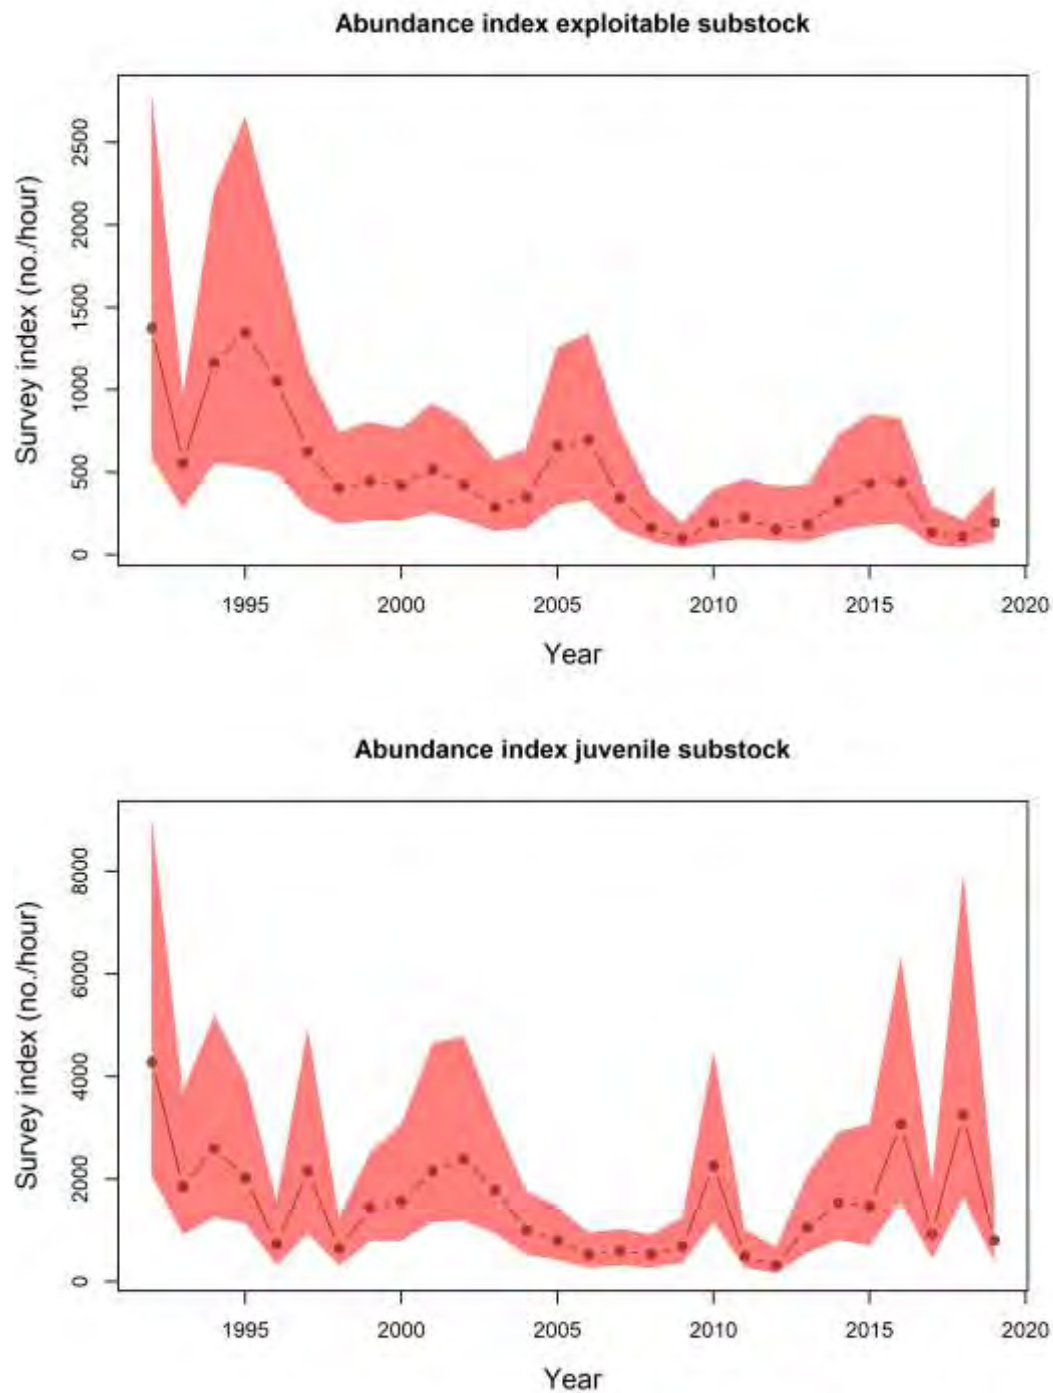 Abundance index exploitable substock
Survey index (no./hour)
2500
2000
1500
1000
500
0
1995 2000 2005 2010 2015 2020
Year
Abundance index juvenile substock
Survey index (no./hour)
8000
6000
4000
2000
0
1995 2000 2005 2010 2015 2020
Year